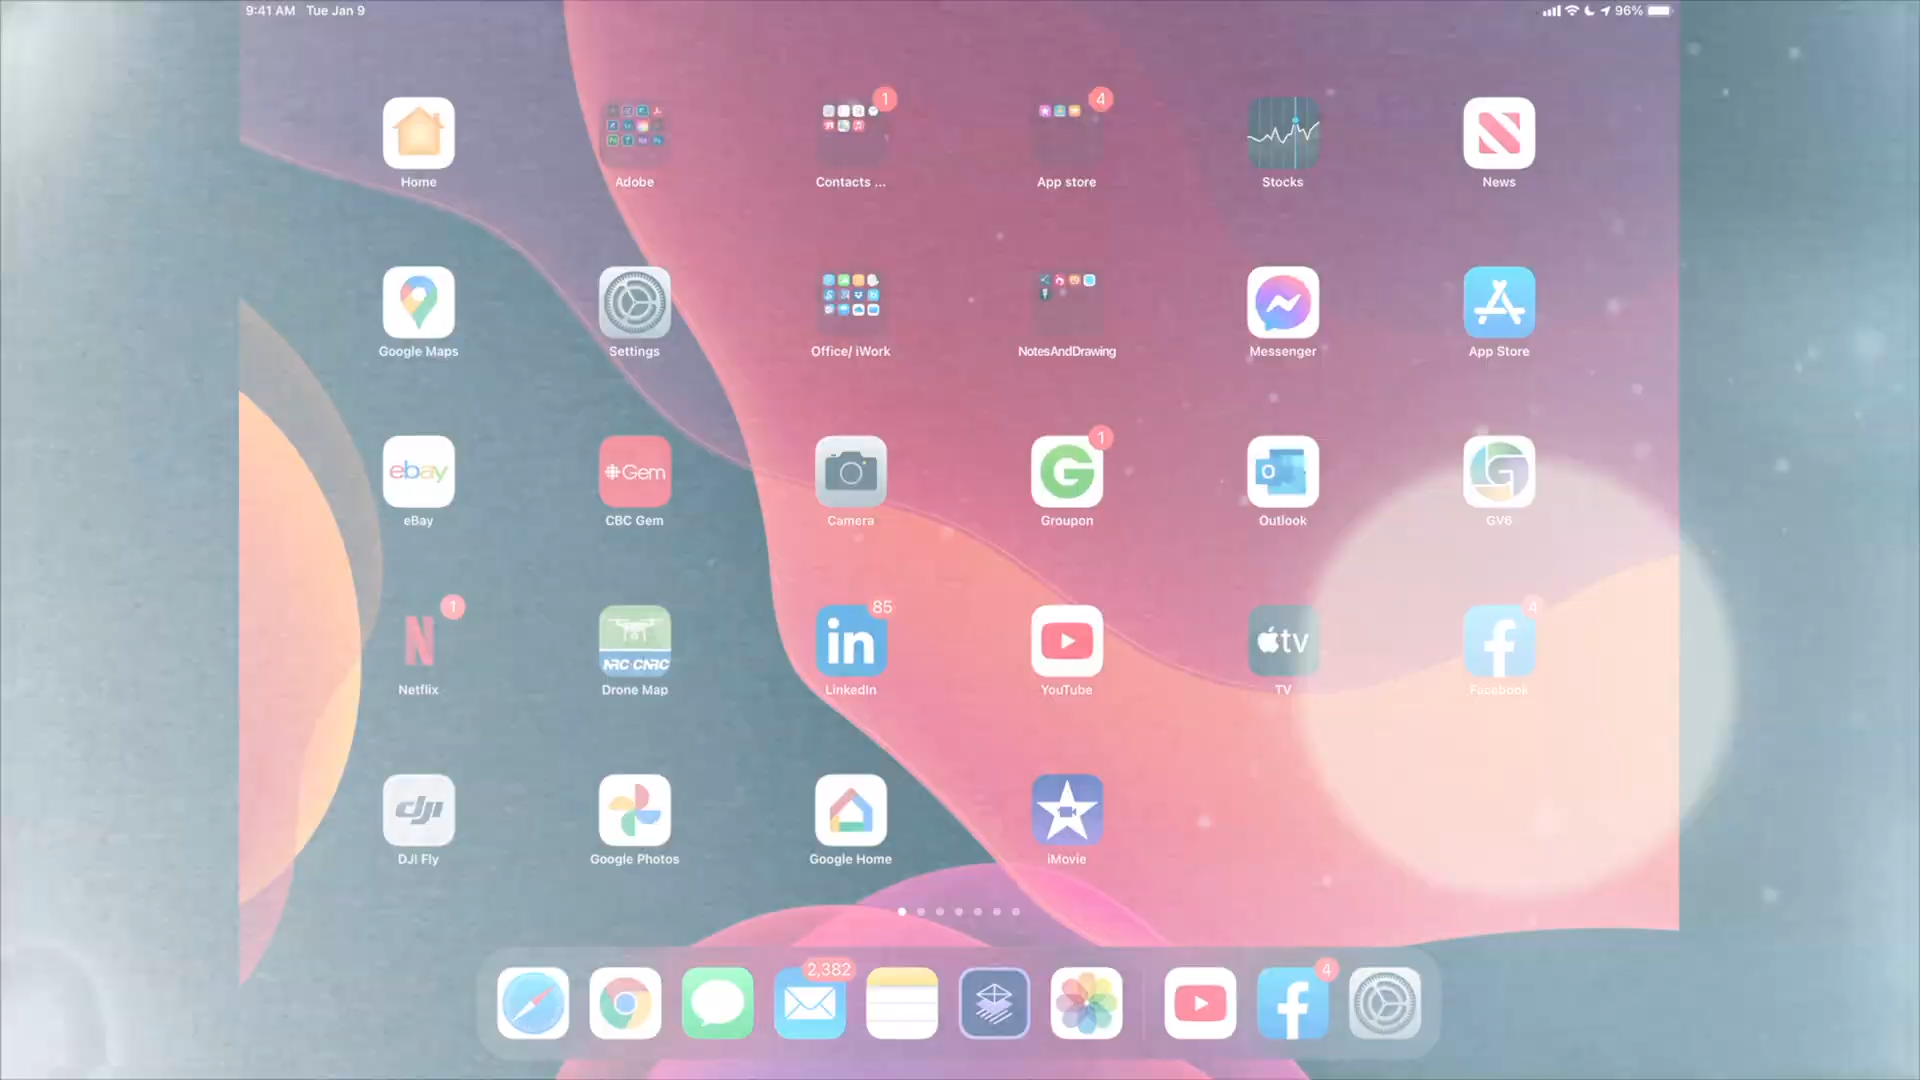 9:41 AM Tue Jan 9 96%
1 4
Home Adobe Contacts ... App store Stocks News
Google Maps Settings Office/ iWork NotesAndDrawing Messenger App Store
1
ebay Gem
eBay CBC Gem Camera Groupon Outlook GV6
1 85 4
NRC CNRC in tv
Netflix Drone Map LinkedIn YouTube TV Facebook
dji
DJI Fly Google Photos Google Home iMovie
2,382 4